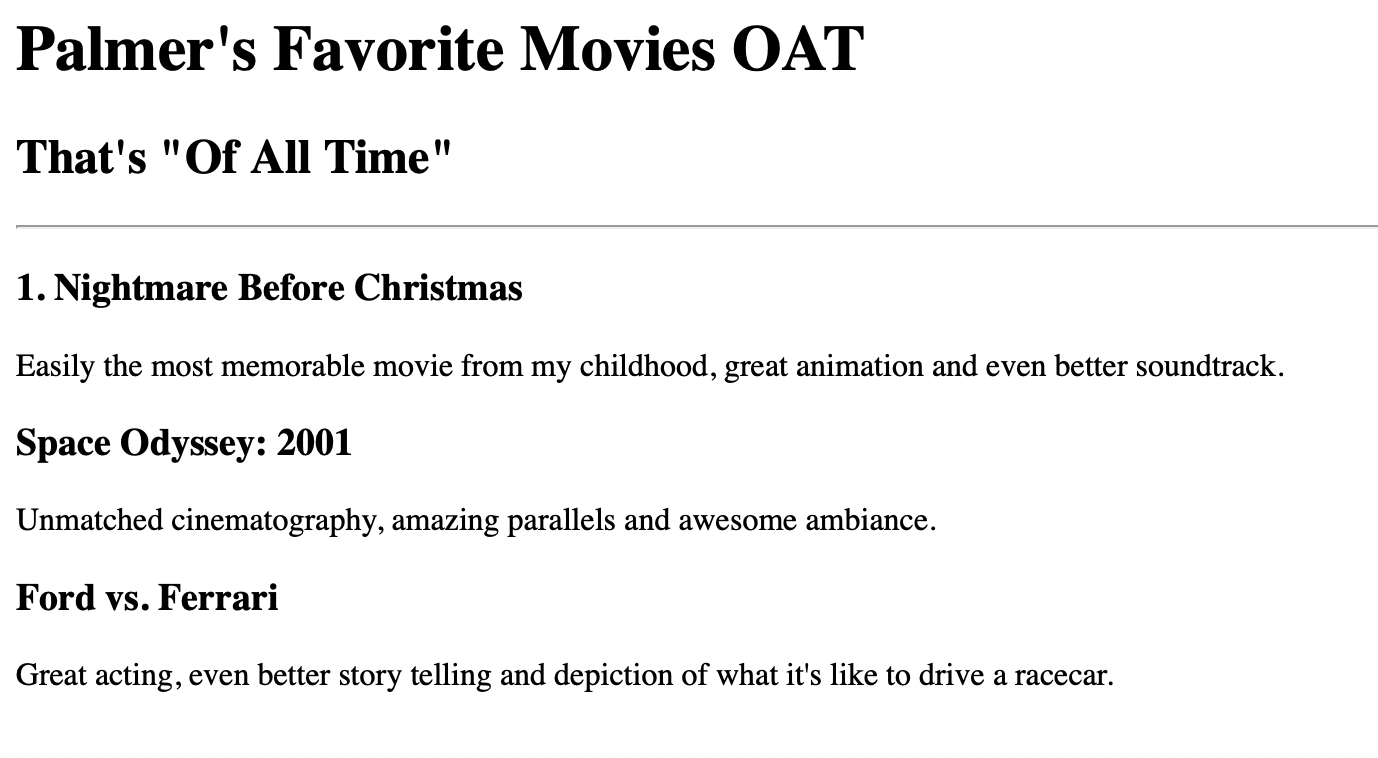 Palmer's Favorite Movies OAT
That's "Of All Time"
1. Nightmare Before Christmas
Easily the most memorable movie from my childhood, great animation and even better soundtrack.
Space Odyssey: 2001
Unmatched cinematography, amazing parallels and awesome ambiance.
Ford vs. Ferrari
Great acting, even better story telling and depiction of what it's like to drive a racecar.